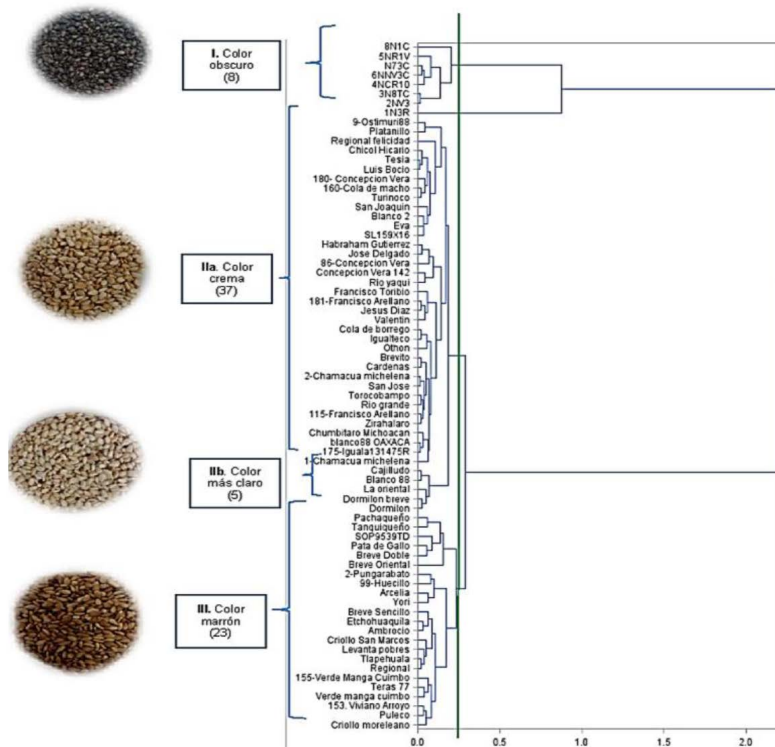 I. Color
obscuro
(8)
IIa. Color
crema
(37)
IIb. Color
más claro
(5)
III. Color
marrón
(23)
8N1C
5NR1V
N73C
6NNV3C
4NCR10
3N8TC
2NV3
1N3R
9-Ostimuri88
Platanillo
Regional felicidad
Chicol Hicario
Tesia
Luis Bocio
180- Concepcion Vera
160-Cola de macho
Turinoco
San Joaquin
Blanco 2
Eva
SL159X16
Habraham Gutierrez
Jose Delgado
86-Concepcion Vera
Concepcion Vera 142
Rio yaqui
Francisco Toribio
181-Francisco Arellano
Jesus Diaz
Valentin
Cola de borrego
Igualteco
Othon
Brevito
Cardenas
2-Chamacua michelena
San Jose
Torocobampo
Rio grande
115-Francisco Arellano
Zirahalaro
Chumbitaro Michoacan
blanco88 OAXACA
175-Iguala131475R
1-Chamacua michelena
Cajilludo
Blanco 88
La oriental
Dormilon breve
Dormilon
Pachaqueño
Tanquiqueño
SOP9539TD
Pata de Gallo
Breve Doble
Breve Oriental
2-Pungarabato
99-Huecillo
Arcelia
Yori
Breve Sencillo
Etchohuaquila
Ambrocio
Criollo San Marcos
Levanta pobres
Tlapehuala
Regional
155-Verde Manga Cuimbo
Teras 77
Verde manga cuimbo
153. Viviano Arroyo
Puleco
Criollo moreleano
0.0 0.5 1.0 1.5 2.0